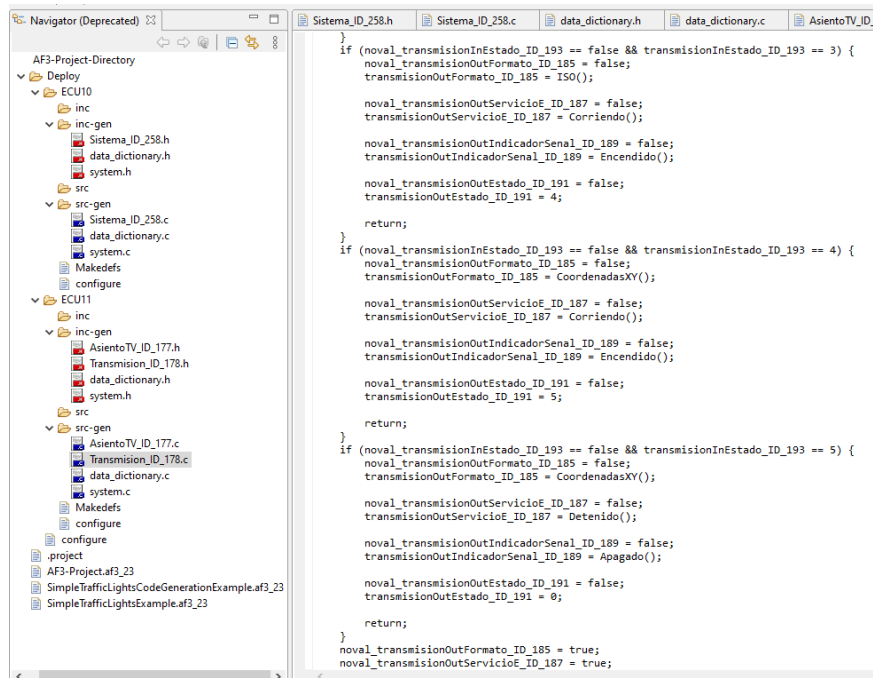 Navigator (Deprecated)
AF3-Project-Directory
Deploy
ECU10
inc
inc-gen
Sistema_ID_258.h
data_dictionary.h
system.h
src
src-gen
Sistema_ID_258.c
data_dictionary.c
system.c
Makedefs
configure
ECU11
inc
inc-gen
AsientoTV_ID_177.h
Transmision_ID_178.h
data_dictionary.h
system.h
src
src-gen
AsientoTV_ID_177.c
Transmision_ID_178.c
data_dictionary.c
system.c
Makedefs
configure
configure
.project
AF3-Project.af3_23
SimpleTrafficLightsCodeGenerationExample.af3_23
SimpleTrafficLightsExample.af3_23
Sistema_ID_258.h Sistema_ID_258.c data_dictionary.h data_dictionary.c AsientoTV_ID_
}
if (noval_transmisionInEstado_ID_193 == false && transmisionInEstado_ID_193 == 3) {
noval_transmisionOutFormato_ID_185 = false;
transmisionOutFormato_ID_185 = ISO();
noval_transmisionOutServicioE_ID_187 = false;
transmisionOutServicioE_ID_187 = Corriendo();
noval_transmisionOutIndicadorSenal_ID_189 = false;
transmisionOutIndicadorSenal_ID_189 = Encendido();
noval_transmisionOutEstado_ID_191 = false;
transmisionOutEstado_ID_191 = 4;
return;
}
if (noval_transmisionInEstado_ID_193 == false && transmisionInEstado_ID_193 == 4) {
noval_transmisionOutFormato_ID_185 = false;
transmisionOutFormato_ID_185 = CoordenadasXY();
noval_transmisionOutServicioE_ID_187 = false;
transmisionOutServicioE_ID_187 = Corriendo();
noval_transmisionOutIndicadorSenal_ID_189 = false;
transmisionOutIndicadorSenal_ID_189 = Encendido();
noval_transmisionOutEstado_ID_191 = false;
transmisionOutEstado_ID_191 = 5;
return;
}
if (noval_transmisionInEstado_ID_193 == false && transmisionInEstado_ID_193 == 5) {
noval_transmisionOutFormato_ID_185 = false;
transmisionOutFormato_ID_185 = CoordenadasXY();
noval_transmisionOutServicioE_ID_187 = false;
transmisionOutServicioE_ID_187 = Detenido();
noval_transmisionOutIndicadorSenal_ID_189 = false;
transmisionOutIndicadorSenal_ID_189 = Apagado();
noval_transmisionOutEstado_ID_191 = false;
transmisionOutEstado_ID_191 = 0;
return;
}
noval_transmisionOutFormato_ID_185 = true;
noval_transmisionOutServicioE_ID_187 = true;